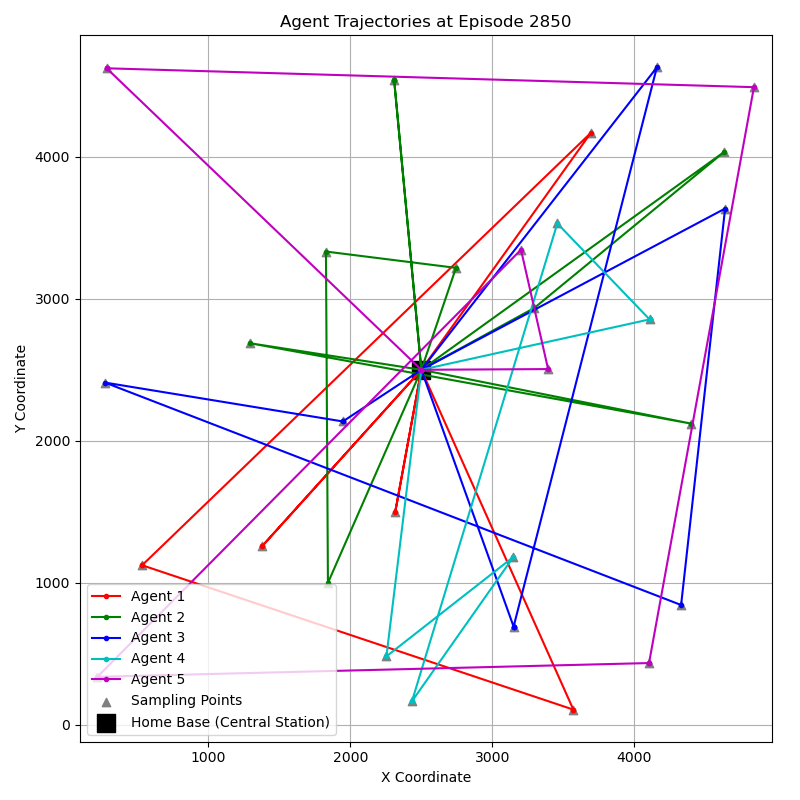 Agent Trajectories at Episode 2850
Y Coordinate
4000
3000
2000
1000
0
Agent 1
Agent 2
Agent 3
Agent 4
Agent 5
Sampling Points
Home Base (Central Station)
1000 2000 3000 4000
X Coordinate